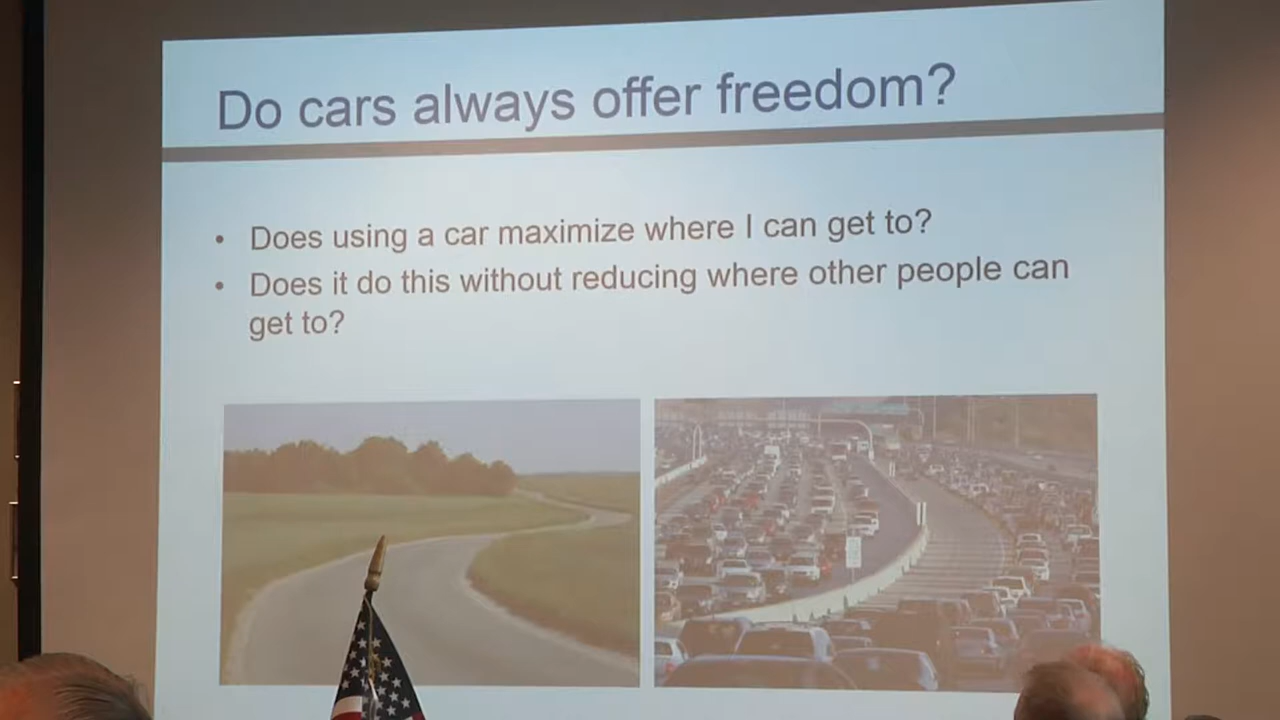 Do cars always offer freedom?
• Does using a car maximize where I can get to?
• Does it do this without reducing where other people can
get to?